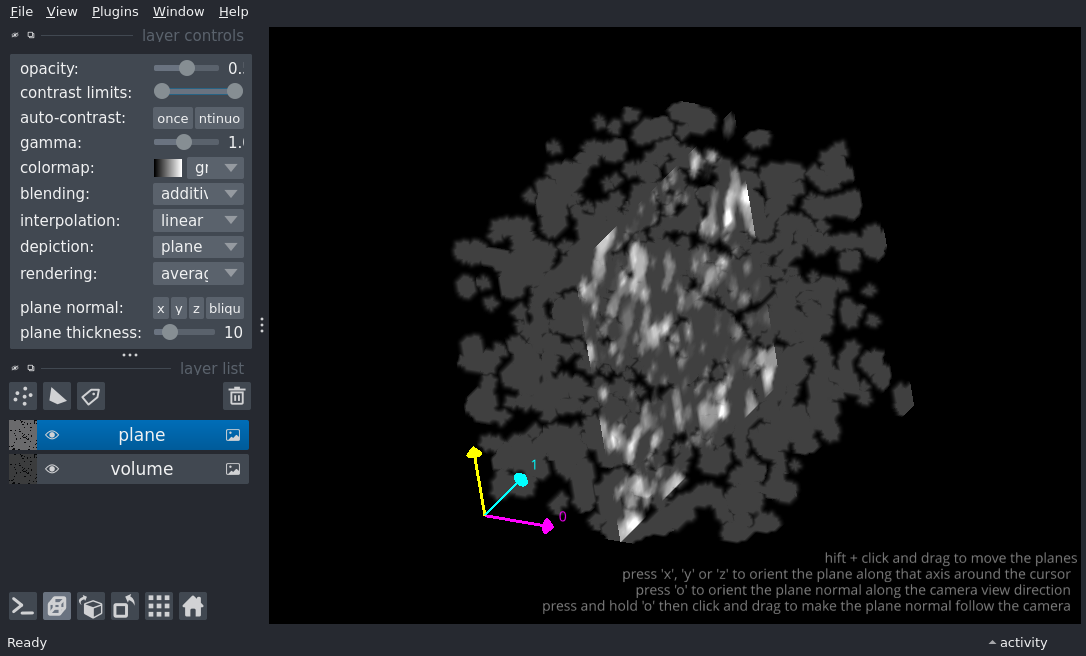 File View Plugins Window Help
layer controls
opacity: 0.
contrast limits:
auto-contrast: once ntinuo
gamma: 1.
colormap: gr
blending: additiv
interpolation: linear
depiction: plane
rendering: averag
plane normal: x y z bliqu
plane thickness: 10
layer list
plane
volume
1
0
hift + click and drag to move the planes
press 'x', 'y' or 'z' to orient the plane along that axis around the cursor
press 'o' to orient the plane normal along the camera view direction
press and hold 'o' then click and drag to make the plane normal follow the camera
Ready
activity